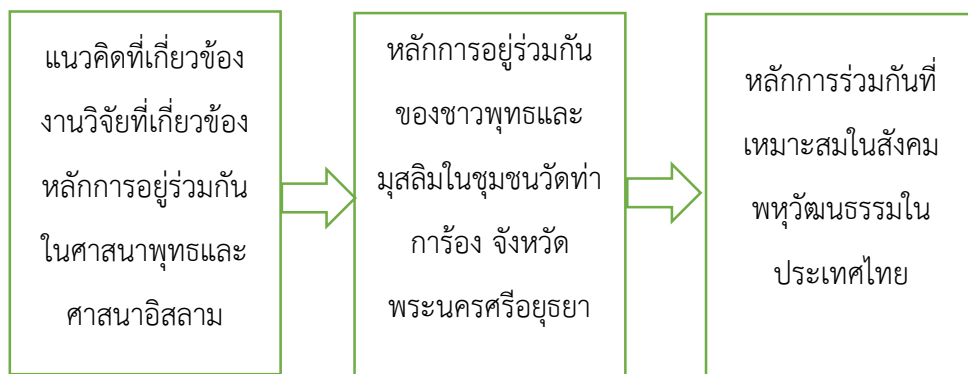 แนวคิดที่เกี่ยวข้อง
งานวิจัยที่เกี่ยวข้อง
หลักการอยู่ร่วมกัน
ในศาสนาพุทธและ
ศาสนาอิสลาม
หลักการอยู่ร่วมกัน
ของชาวพุทธและ
มุสลิมในชุมชนวัดท่า
การ้อง จังหวัด
พระนครศรีอยุธยา
หลักการร่วมกันที่
เหมาะสมในสังคม
พหุวัฒนธรรมใน
ประเทศไทย